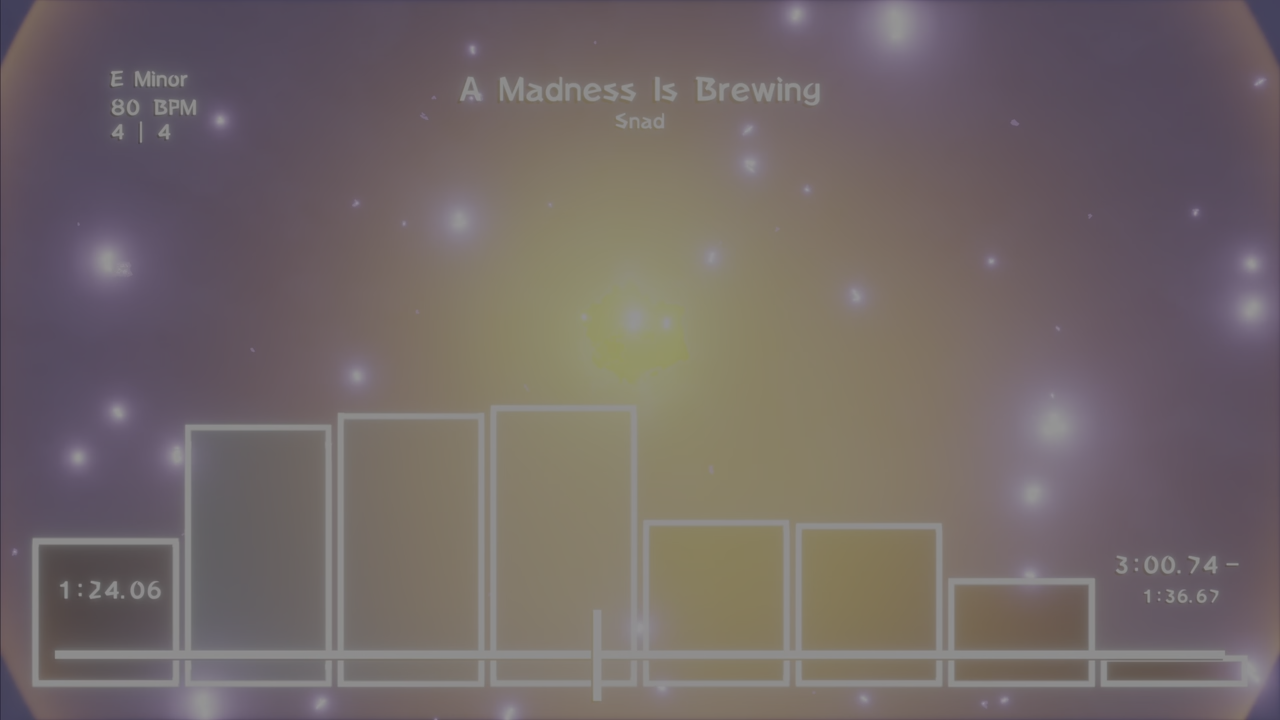 E Minor
80 BPM
4 | 4
A Madness Is Brewing
Snad
1:24.06
3:00.74 -
1:36.67